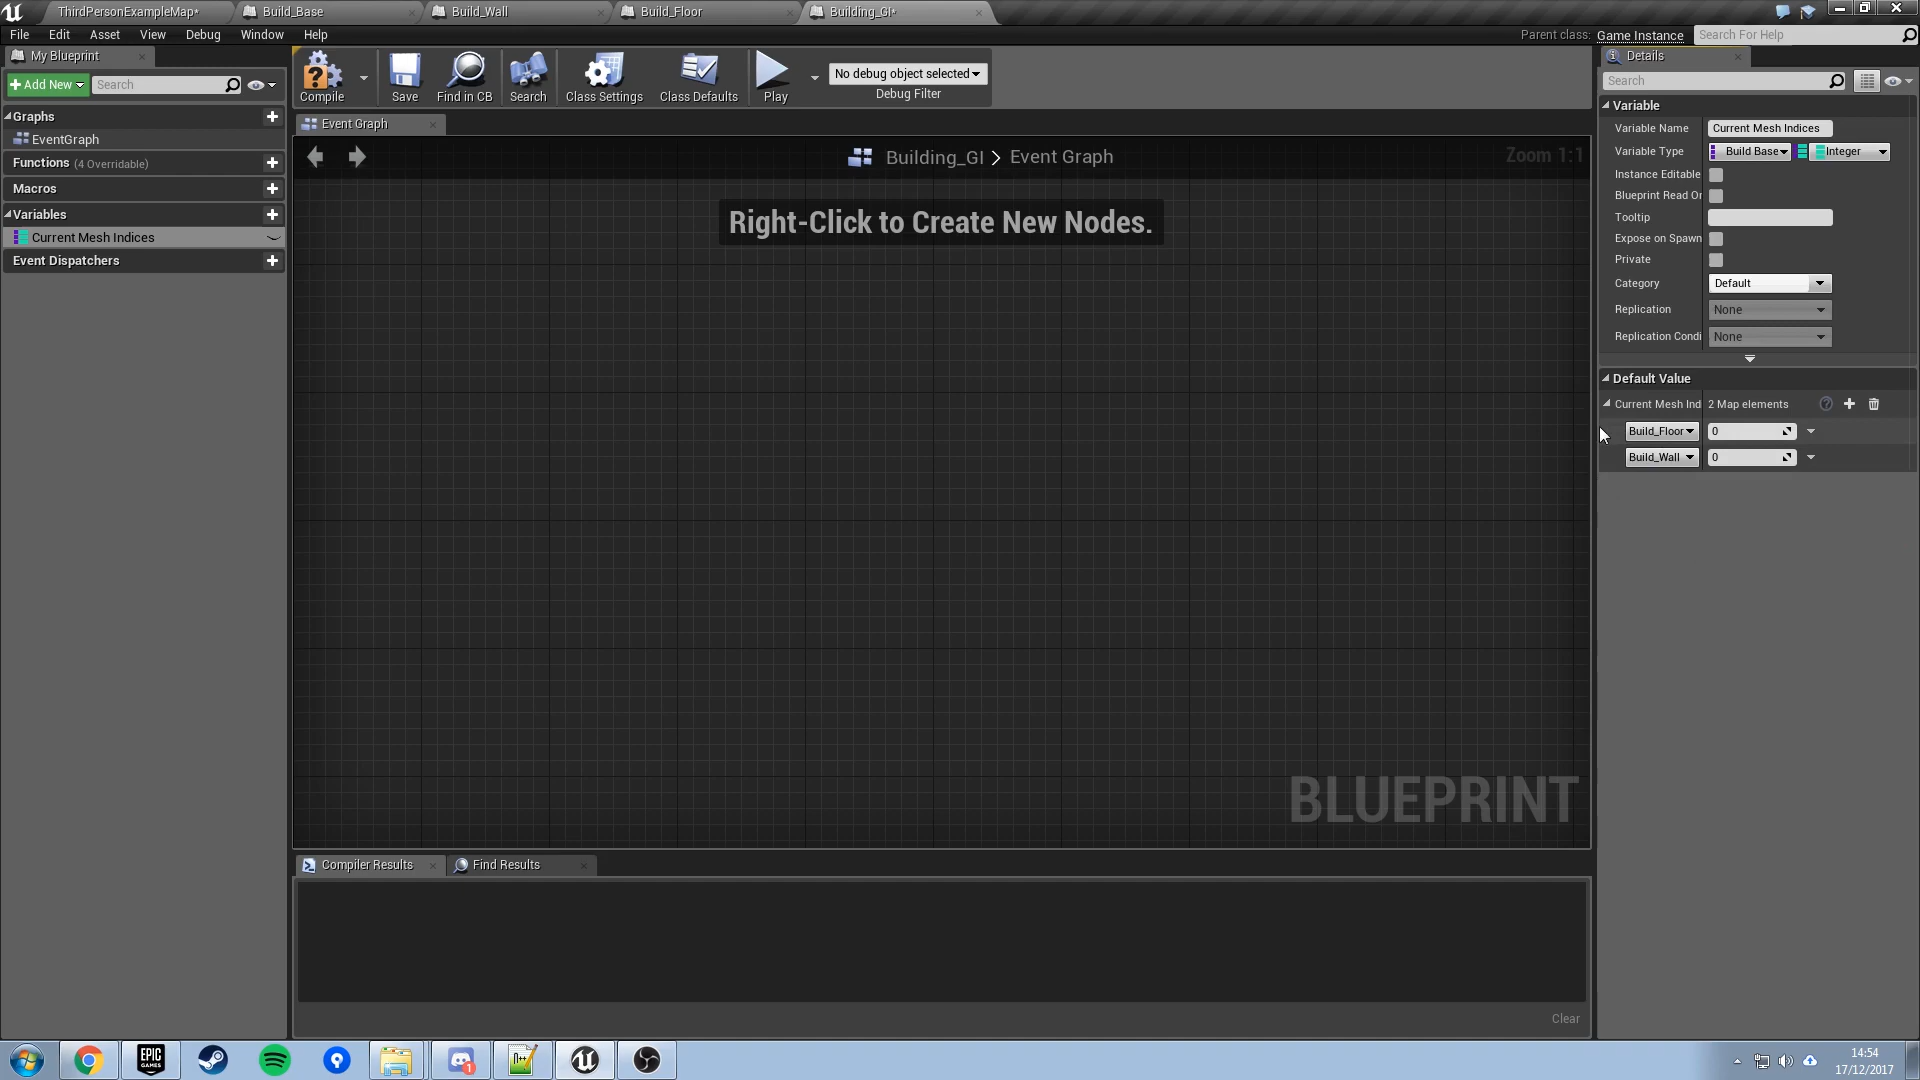 ThirdPersonExampleMap*
Build_Base
Build_Wall
Build_Floor
Building_GI*
File Edit Asset View Debug Window Help
Parent class: Game Instance
Search For Help
My Blueprint
Add New
Search
Graphs
EventGraph
Functions (4 Overridable)
Macros
Variables
Current Mesh Indices
Event Dispatchers
Compile
Save
Find in CB
Search
Class Settings
Class Defaults
Play
No debug object selected
Debug Filter
Event Graph
Building_GI > Event Graph
Zoom 1:1
Right-Click to Create New Nodes.
BLUEPRINT
Compiler Results
Find Results
Clear
Details
Search
Variable
Variable Name Current Mesh Indices
Variable Type Build Base Integer
Instance Editable
Blueprint Read Or
Tooltip
Expose on Spawn
Private
Category Default
Replication None
Replication Condi None
Default Value
Current Mesh Ind 2 Map elements
Build_Floor 0
Build_Wall 0
EPIC
GAMES
1
14:54
17/12/2017